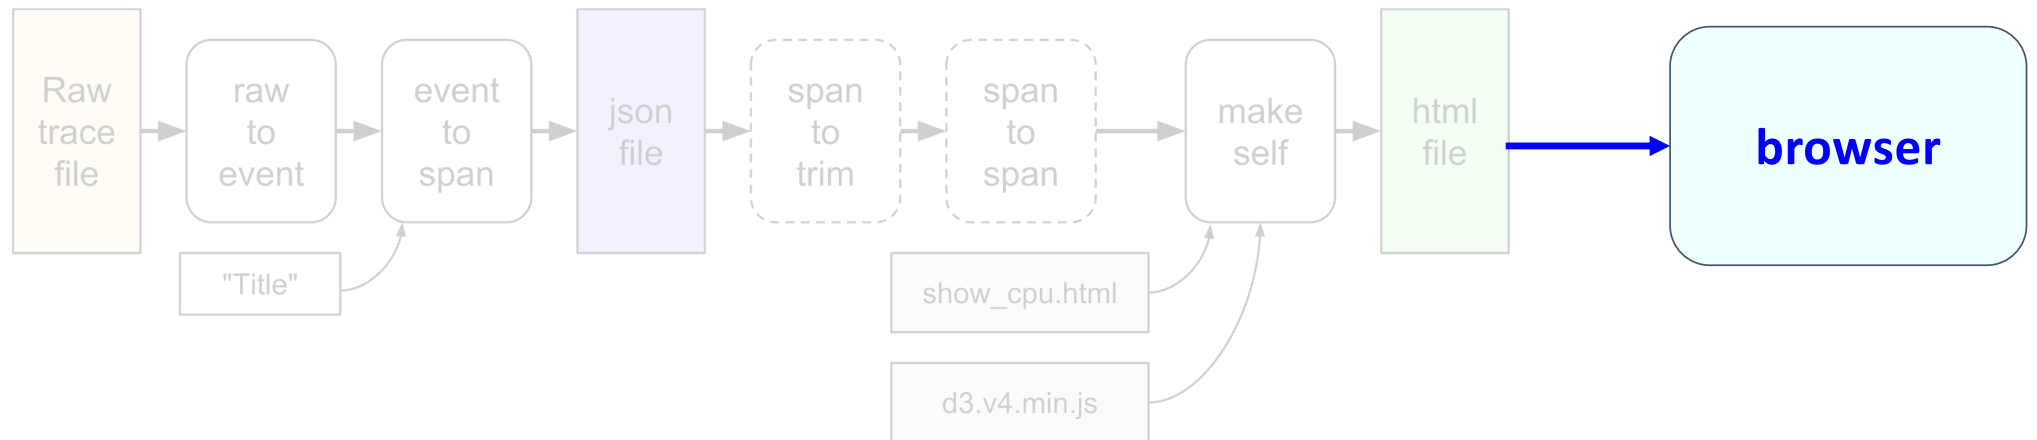 Raw
trace
file
raw
to
event
event
to
span
json
file
span
to
trim
span
to
span
make
self
html
file
browser
"Title"
show_cpu.html
d3.v4.min.js